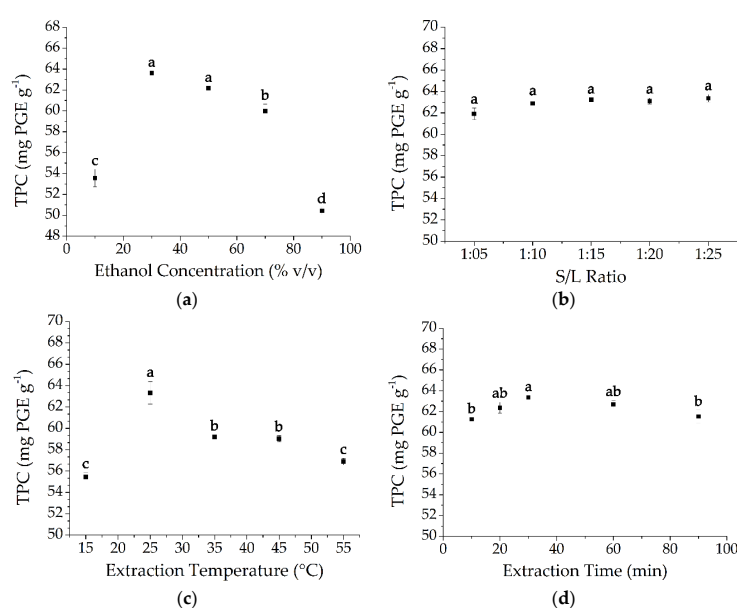 68
66
64
62
60
58
56
54
52
50
48
TPC (mg PGE g⁻¹)
a
a
b
c
d
0 20 40 60 80 100
Ethanol Concentration (% v/v)
(a)
70
68
66
64
62
60
58
56
54
52
50
TPC (mg PGE g⁻¹)
a a a a a
1:05 1:10 1:15 1:20 1:25
S/L Ratio
(b)
70
68
66
64
62
60
58
56
54
52
50
TPC (mg PGE g⁻¹)
a
b b
c c
15 20 25 30 35 40 45 50 55
Extraction Temperature (°C)
(c)
70
68
66
64
62
60
58
56
54
52
50
TPC (mg PGE g⁻¹)
b ab a ab b
0 20 40 60 80 100
Extraction Time (min)
(d)